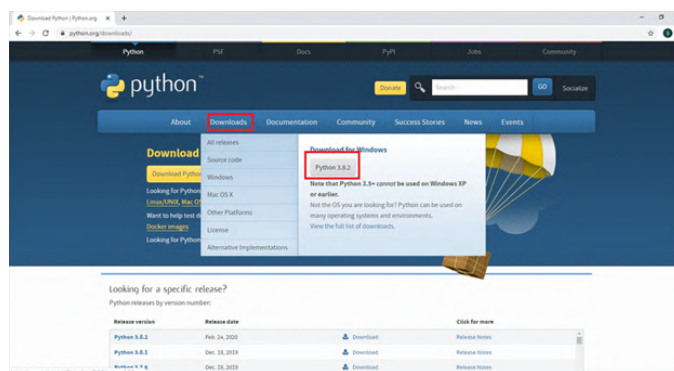 Download Python | Python.org
python.org/downloads/
Python PSF Docs PyPI Jobs Community
python™
Donate Search GO Socialize
About Downloads Documentation Community Success Stories News Events
All releases
Source code
Windows
Mac OS X
Other Platforms
License
Alternative Implementations
Download for Windows
Python 3.8.2
Note that Python 3.5+ cannot be used on Windows XP
or earlier.
Not the OS you are looking for? Python can be used on
many operating systems and environments.
View the full list of downloads.
Download
Download Python
Looking for Python
Linux/UNIX, Mac OS
Want to help test d
Docker images
Looking for Python
Looking for a specific release?
Python releases by version number:
Release version Release date Click for more
Python 3.8.2 Feb. 24, 2020 Download Release Notes
Python 3.8.1 Dec. 18, 2019 Download Release Notes
Dec. 18, 2019 Download Release Notes